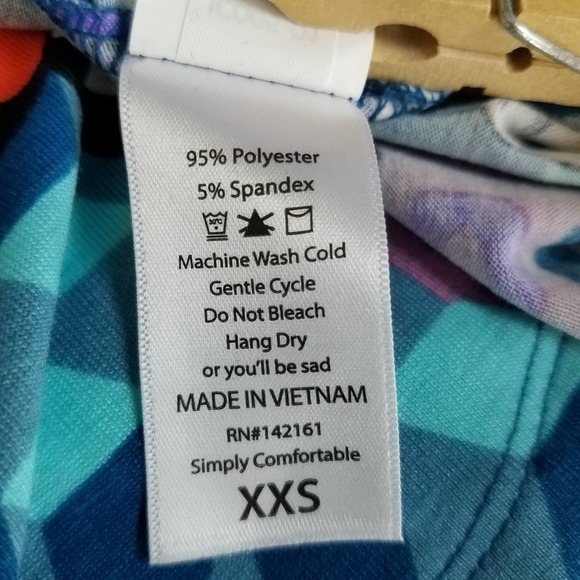 95% Polyester
5% Spandex
30°C
Machine Wash Cold
Gentle Cycle
Do Not Bleach
Hang Dry
or you'll be sad
MADE IN VIETNAM
RN#142161
Simply Comfortable
XXS